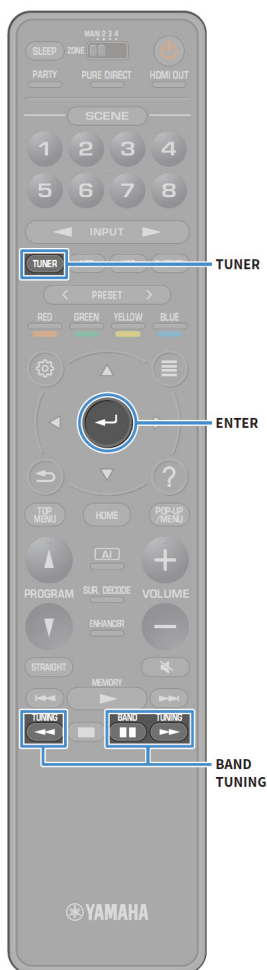 MAIN 2 3 4
SLEEP ZONE
PARTY PURE DIRECT HDMI OUT
SCENE
1 2 3 4
5 6 7 8
INPUT
TUNER
TUNER
PRESET
RED GREEN YELLOW BLUE
ENTER
?
TOP MENU HOME POP-UP /MENU
AI
PROGRAM SUR. DECODE VOLUME
ENHANCER
STRAIGHT
MEMORY
TUNING BAND TUNING
BAND
TUNING
YAMAHA